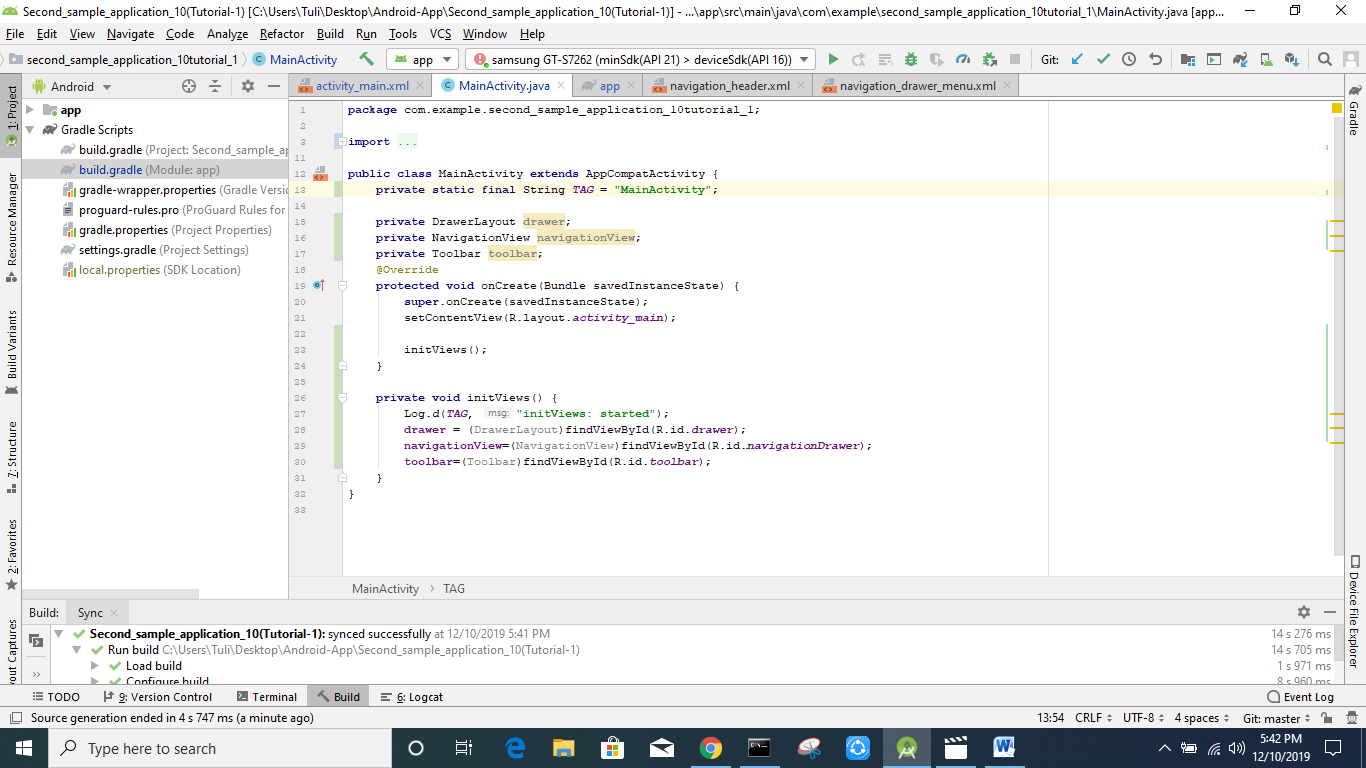 Second_sample_application_10(Tutorial-1) [C:\Users\Tuli\Desktop\Android-App\Second_sample_application_10(Tutorial-1)] - ...\app\src\main\java\com\example\second_sample_application_10tutorial_1\MainActivity.java [app...
File Edit View Navigate Code Analyze Refactor Build Run Tools VCS Window Help
second_sample_application_10tutorial_1 MainActivity app samsung GT-S7262 (minSdk(API 21) > deviceSdk(API 16)) Git:
Android
activity_main.xml MainActivity.java app navigation_header.xml navigation_drawer_menu.xml
1: Project
Resource Manager
Build Variants
7: Structure
2: Favorites
yout Captures
app
Gradle Scripts
build.gradle (Project: Second_sample_ap
build.gradle (Module: app)
gradle-wrapper.properties (Gradle Versio
proguard-rules.pro (ProGuard Rules for
gradle.properties (Project Properties)
settings.gradle (Project Settings)
local.properties (SDK Location)
1 package com.example.second_sample_application_10tutorial_1;
2
3 import ...
11
12 public class MainActivity extends AppCompatActivity {
13 private static final String TAG = "MainActivity";
14
15 private DrawerLayout drawer;
16 private NavigationView navigationView;
17 private Toolbar toolbar;
18 @Override
19 protected void onCreate(Bundle savedInstanceState) {
20 super.onCreate(savedInstanceState);
21 setContentView(R.layout.activity_main);
22
23 initViews();
24 }
25
26 private void initViews() {
27 Log.d(TAG, msg: "initViews: started");
28 drawer = (DrawerLayout)findViewById(R.id.drawer);
29 navigationView=(NavigationView)findViewById(R.id.navigationDrawer);
30 toolbar=(Toolbar)findViewById(R.id.toolbar);
31 }
32 }
33
MainActivity › TAG
Gradle
Device File Explorer
Build: Sync
Second_sample_application_10(Tutorial-1): synced successfully at 12/10/2019 5:41 PM 14 s 276 ms
Run build C:\Users\Tuli\Desktop\Android-App\Second_sample_application_10(Tutorial-1) 14 s 705 ms
Load build 1 s 971 ms
Configure build 8 s 960 ms
TODO 9: Version Control Terminal Build 6: Logcat Event Log
Source generation ended in 4 s 747 ms (a minute ago) 13:54 CRLF UTF-8 4 spaces Git: master
Type here to search
5:42 PM
12/10/2019